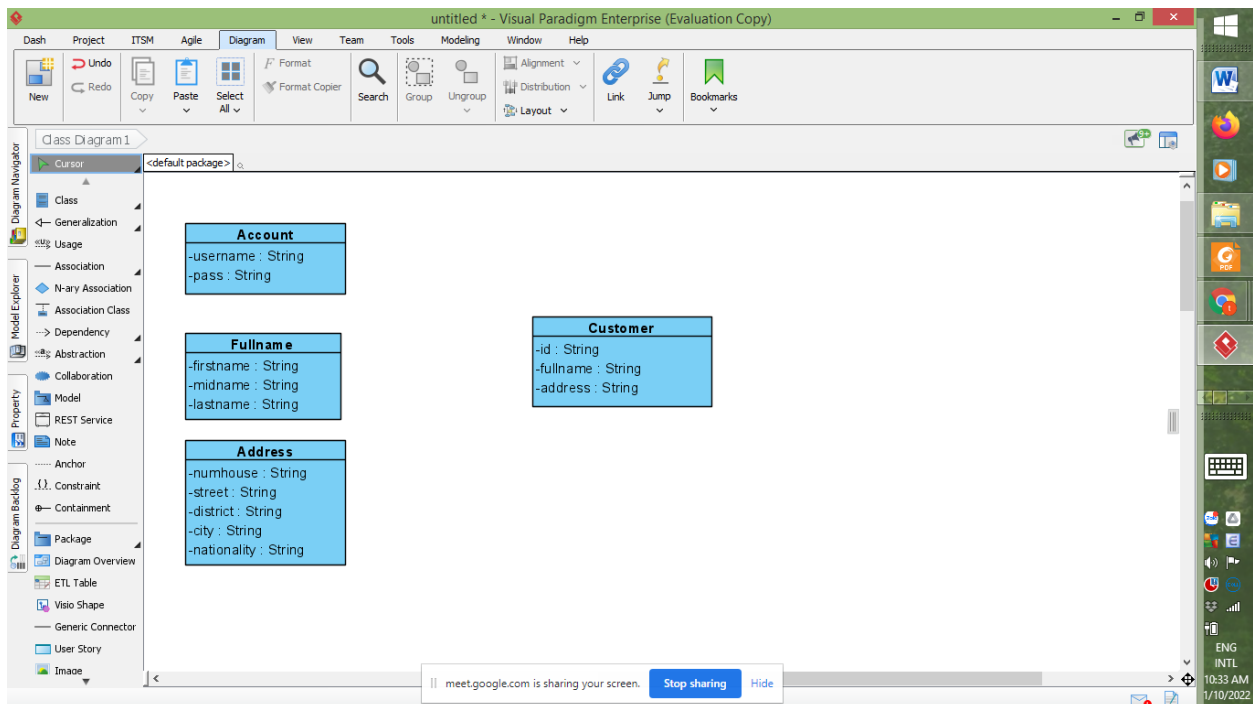 untitled * - Visual Paradigm Enterprise (Evaluation Copy)
Dash Project ITSM Agile Diagram View Team Tools Modeling Window Help
New
Undo
Redo
Copy
Paste
Select
All
Format
Format Copier
Search
Group
Ungroup
Alignment
Distribution
Layout
Link
Jump
Bookmarks
Class Diagram1
9+
Diagram Navigator
Model Explorer
Property
Diagram Backlog
Cursor
Class
Generalization
Usage
Association
N-ary Association
Association Class
Dependency
Abstraction
Collaboration
Model
REST Service
Note
Anchor
Constraint
Containment
Package
Diagram Overview
ETL Table
Visio Shape
Generic Connector
User Story
Image
<default package>
Account
-username : String
-pass : String
Fullname
-firstname : String
-midname : String
-lastname : String
Address
-numhouse : String
-street : String
-district : String
-city : String
-nationality : String
Customer
-id : String
-fullname : String
-address : String
meet.google.com is sharing your screen.
Stop sharing
Hide
W
PDF
ENG
INTL
10:33 AM
1/10/2022